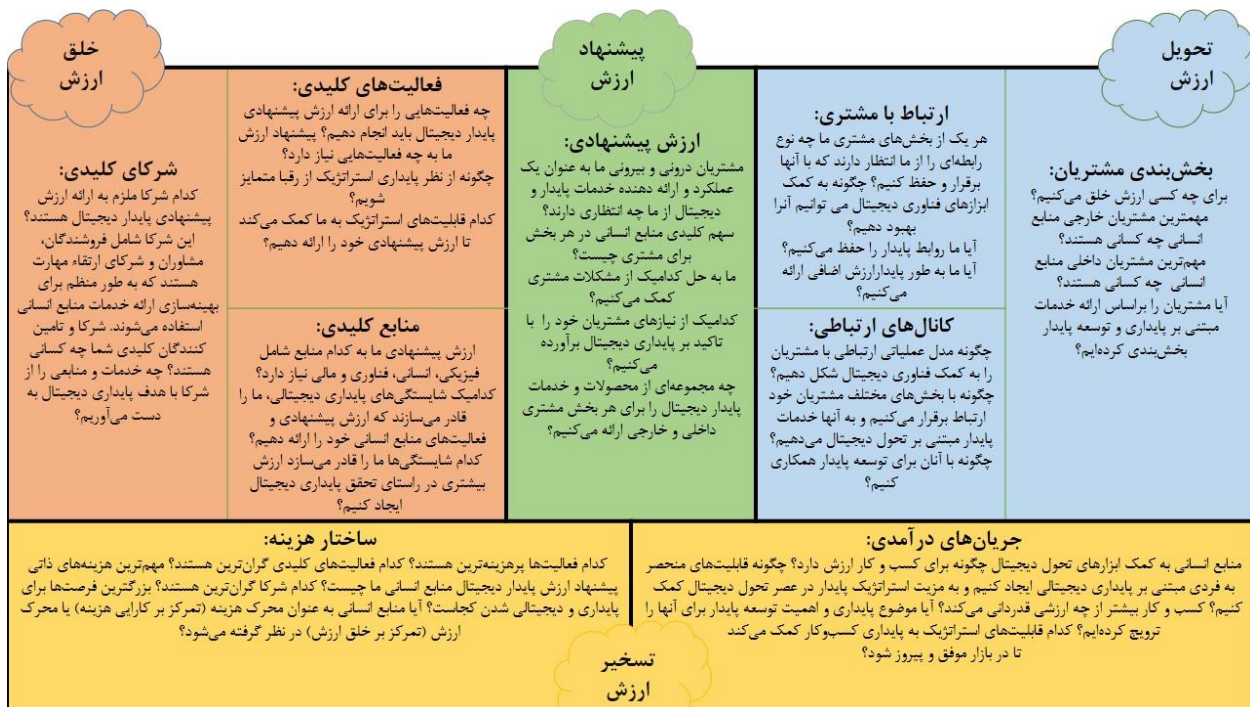 خلق
ارزش
پیشنهاد
ارزش
تحویل
ارزش
بخش‌بندی مشتریان:
برای چه کسی ارزش خلق می‌کنیم؟
مهمترین مشتریان خارجی منابع
انسانی چه کسانی هستند؟
مهم‌ترین مشتریان داخلی منابع
انسانی چه کسانی هستند؟
آیا مشتریان را براساس ارائه خدمات
مبتنی بر پایداری و توسعه پایدار
بخش‌بندی کرده‌ایم؟
ارتباط با مشتری:
هر یک از بخش‌های مشتری ما چه نوع
رابطه‌ای را از ما انتظار دارند که با آنها
برقرار و حفظ کنیم؟ چگونه به کمک
ابزارهای فناوری دیجیتال می توانیم آنرا
بهبود دهیم؟
آیا ما روابط پایدار را حفظ می‌کنیم؟
آیا ما به طور پایدارارزش اضافی ارائه
می‌کنیم؟
کانال‌های ارتباطی:
چگونه مدل عملیاتی ارتباطی با مشتریان
را به کمک فناوری دیجیتال شکل دهیم؟
چگونه با بخش‌های مختلف مشتریان خود
ارتباط برقرار می‌کنیم و به آنها خدمات
پایدار مبتنی بر تحول دیجیتال می‌دهیم؟
چگونه با آنان برای توسعه پایدار همکاری
کنیم؟
ارزش پیشنهادی:
مشتریان درونی و بیرونی ما به عنوان یک
عملکرد و ارائه دهنده خدمات پایدار و
دیجیتال از ما چه انتظاری دارند؟
سهم کلیدی منابع انسانی در هر بخش
برای مشتری چیست؟
ما به حل کدامیک از مشکلات مشتری
کمک می‌کنیم؟
کدامیک از نیازهای مشتریان خود را با
تاکید بر پایداری دیجیتال برآورده
می‌کنیم؟
چه مجموعه‌ای از محصولات و خدمات
پایدار دیجیتال را برای هر بخش مشتری
داخلی و خارجی ارائه می‌کنیم؟
فعالیت‌های کلیدی:
چه فعالیت‌هایی را برای ارائه ارزش پیشنهادی
پایدار دیجیتال باید انجام دهیم؟ پیشنهاد ارزش
ما به چه فعالیت‌هایی نیاز دارد؟
چگونه از نظر پایداری استراتژیک از رقبا متمایز
شویم؟
کدام قابلیت‌های استراتژیک به ما کمک می‌کند
تا ارزش پیشنهادی خود را ارائه دهیم؟
منابع کلیدی:
ارزش پیشنهادی ما به کدام منابع شامل
فیزیکی، انسانی، فناوری و مالی نیاز دارد؟
کدامیک شایستگی‌های پایداری دیجیتالی، ما را
قادر می‌سازند که ارزش پیشنهادی و
فعالیت‌های منابع انسانی خود را ارائه دهیم؟
کدام شایستگی‌ها ما را قادر می‌سازد ارزش
بیشتری در راستای تحقق پایداری دیجیتال
ایجاد کنیم؟
شرکای کلیدی:
کدام شرکا ملزم به ارائه ارزش
پیشنهادی پایدار دیجیتال هستند؟
این شرکا شامل فروشندگان،
مشاوران و شرکای ارتقاء مهارت
هستند که به طور منظم برای
بهینه‌سازی ارائه خدمات منابع انسانی
استفاده می‌شوند. شرکا و تامین
کنندگان کلیدی شما چه کسانی
هستند؟ چه خدمات و منابعی را از
شرکا با هدف پایداری دیجیتال به
دست می‌آوریم؟
جریان‌های درآمدی:
منابع انسانی به کمک ابزارهای تحول دیجیتال چگونه برای کسب و کار ارزش دارد؟ چگونه قابلیت‌های منحصر
به فردی مبتنی بر پایداری دیجیتالی ایجاد کنیم و به مزیت استراتژیک پایدار در عصر تحول دیجیتال کمک
کنیم؟ کسب و کار بیشتر از چه ارزشی قدردانی می‌کند؟ آیا موضوع پایداری و اهمیت توسعه پایدار برای آنها را
ترویج کرده‌ایم؟ کدام قابلیت‌های استراتژیک به پایداری کسب‌وکار کمک می‌کند
تا در بازار موفق و پیروز شود؟
ساختار هزینه:
کدام فعالیت‌ها پرهزینه‌ترین هستند؟ کدام فعالیت‌های کلیدی گران‌ترین هستند؟ مهم‌ترین هزینه‌های ذاتی
پیشنهاد ارزش پایدار دیجیتال منابع انسانی ما چیست؟ کدام شرکا گران‌ترین هستند؟ بزرگترین فرصت‌ها برای
پایداری و دیجیتالی شدن کجاست؟ آیا منابع انسانی به عنوان محرک هزینه (تمرکز بر کارایی هزینه) یا محرک
ارزش (تمرکز بر خلق ارزش) در نظر گرفته می‌شود؟
تسخیر
ارزش